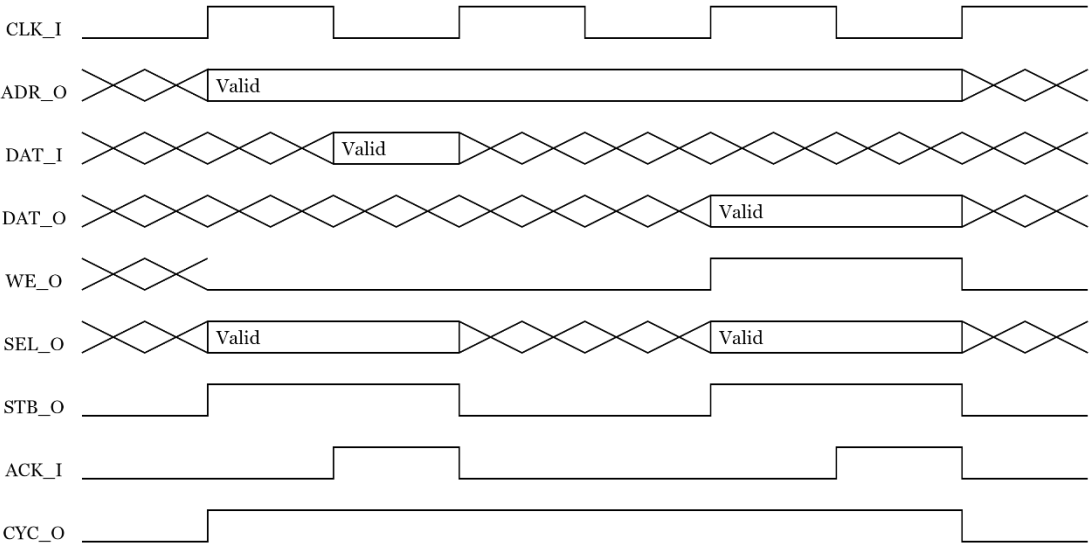 CLK_I
ADR_O Valid
DAT_I Valid
DAT_O Valid
WE_O
SEL_O Valid Valid
STB_O
ACK_I
CYC_O